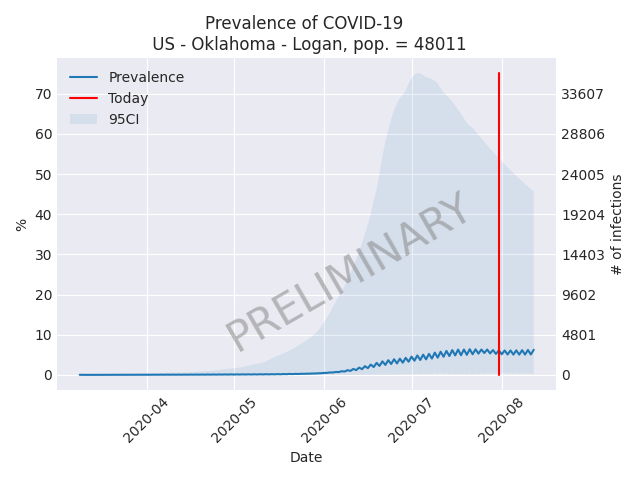 Prevalence of COVID-19
US - Oklahoma - Logan, pop. = 48011
Prevalence
Today
95CI
70
60
50
40
30
20
10
0
%
33607
28806
24005
19204
14403
9602
4801
0
# of infections
PRELIMINARY
2020-04
2020-05
2020-06
2020-07
2020-08
Date